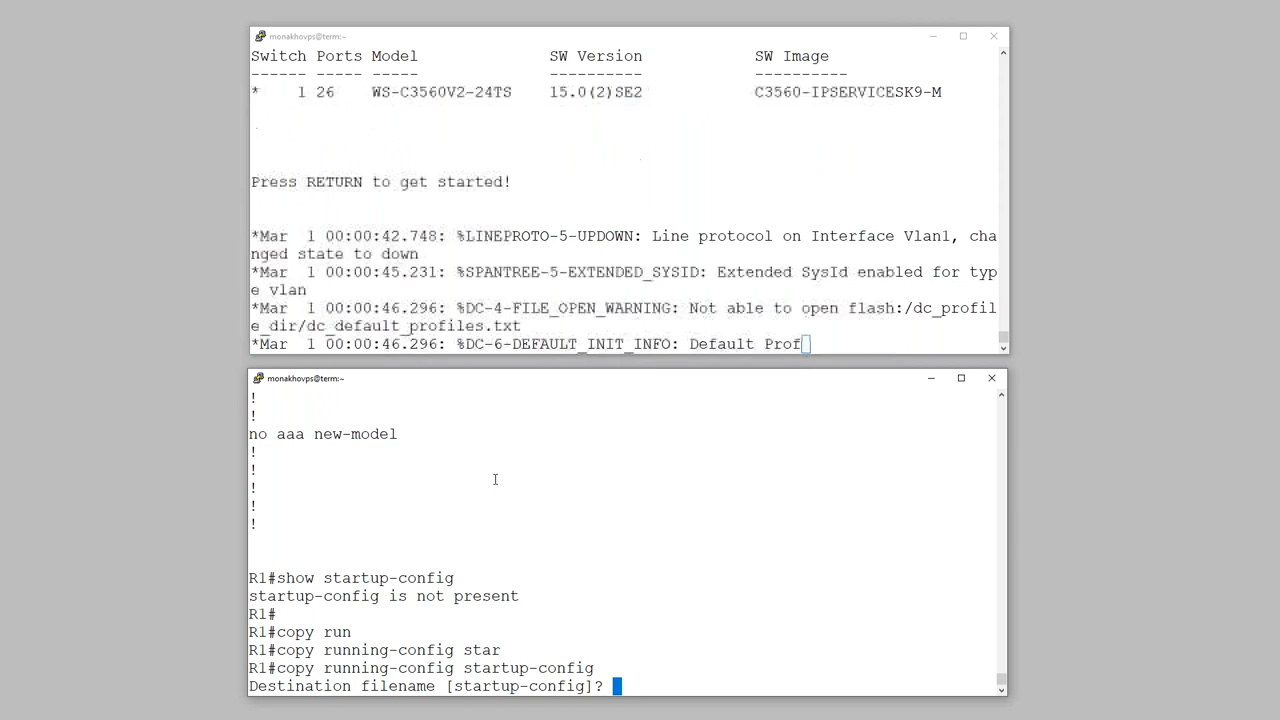 monakhovps@term:~
Switch Ports Model              SW Version            SW Image
------ ----- -----              ----------            ----------
*    1 26    WS-C3560V2-24TS    15.0(2)SE2            C3560-IPSERVICESK9-M
Press RETURN to get started!
*Mar  1 00:00:42.748: %LINEPROTO-5-UPDOWN: Line protocol on Interface Vlan1, cha
nged state to down
*Mar  1 00:00:45.231: %SPANTREE-5-EXTENDED_SYSID: Extended SysId enabled for typ
e vlan
*Mar  1 00:00:46.296: %DC-4-FILE_OPEN_WARNING: Not able to open flash:/dc_profil
e_dir/dc_default_profiles.txt
*Mar  1 00:00:46.296: %DC-6-DEFAULT_INIT_INFO: Default Prof
monakhovps@term:~
!
!
no aaa new-model
!
!
!
!
!
R1#show startup-config
startup-config is not present
R1#
R1#copy run
R1#copy running-config star
R1#copy running-config startup-config
Destination filename [startup-config]?